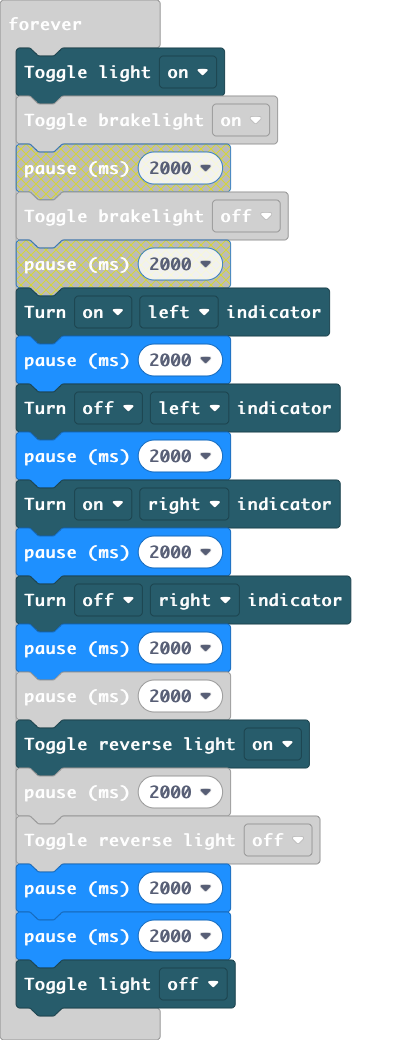 forever
Toggle light on
Toggle brakelight on
pause (ms) 2000
Toggle brakelight off
pause (ms) 2000
Turn on left indicator
pause (ms) 2000
Turn off left indicator
pause (ms) 2000
Turn on right indicator
pause (ms) 2000
Turn off right indicator
pause (ms) 2000
pause (ms) 2000
Toggle reverse light on
pause (ms) 2000
Toggle reverse light off
pause (ms) 2000
pause (ms) 2000
Toggle light off